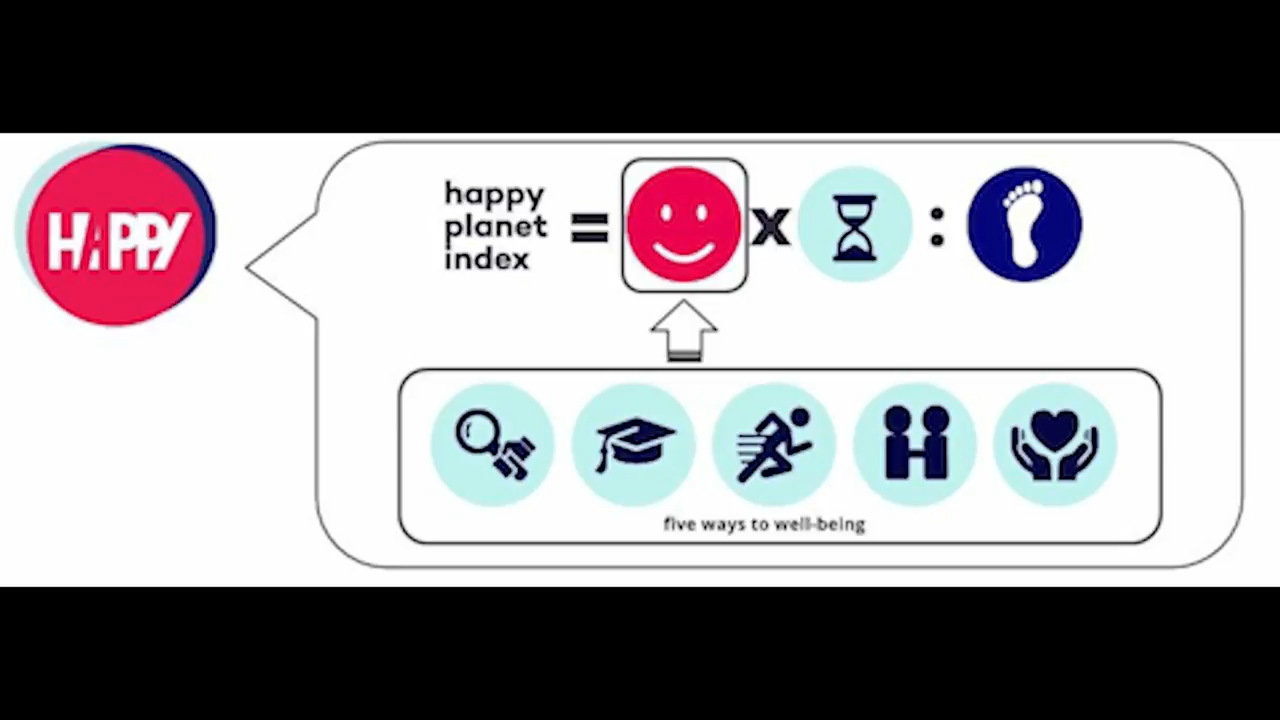 HAPPY
happy
planet
index
=
x
:
five ways to well-being